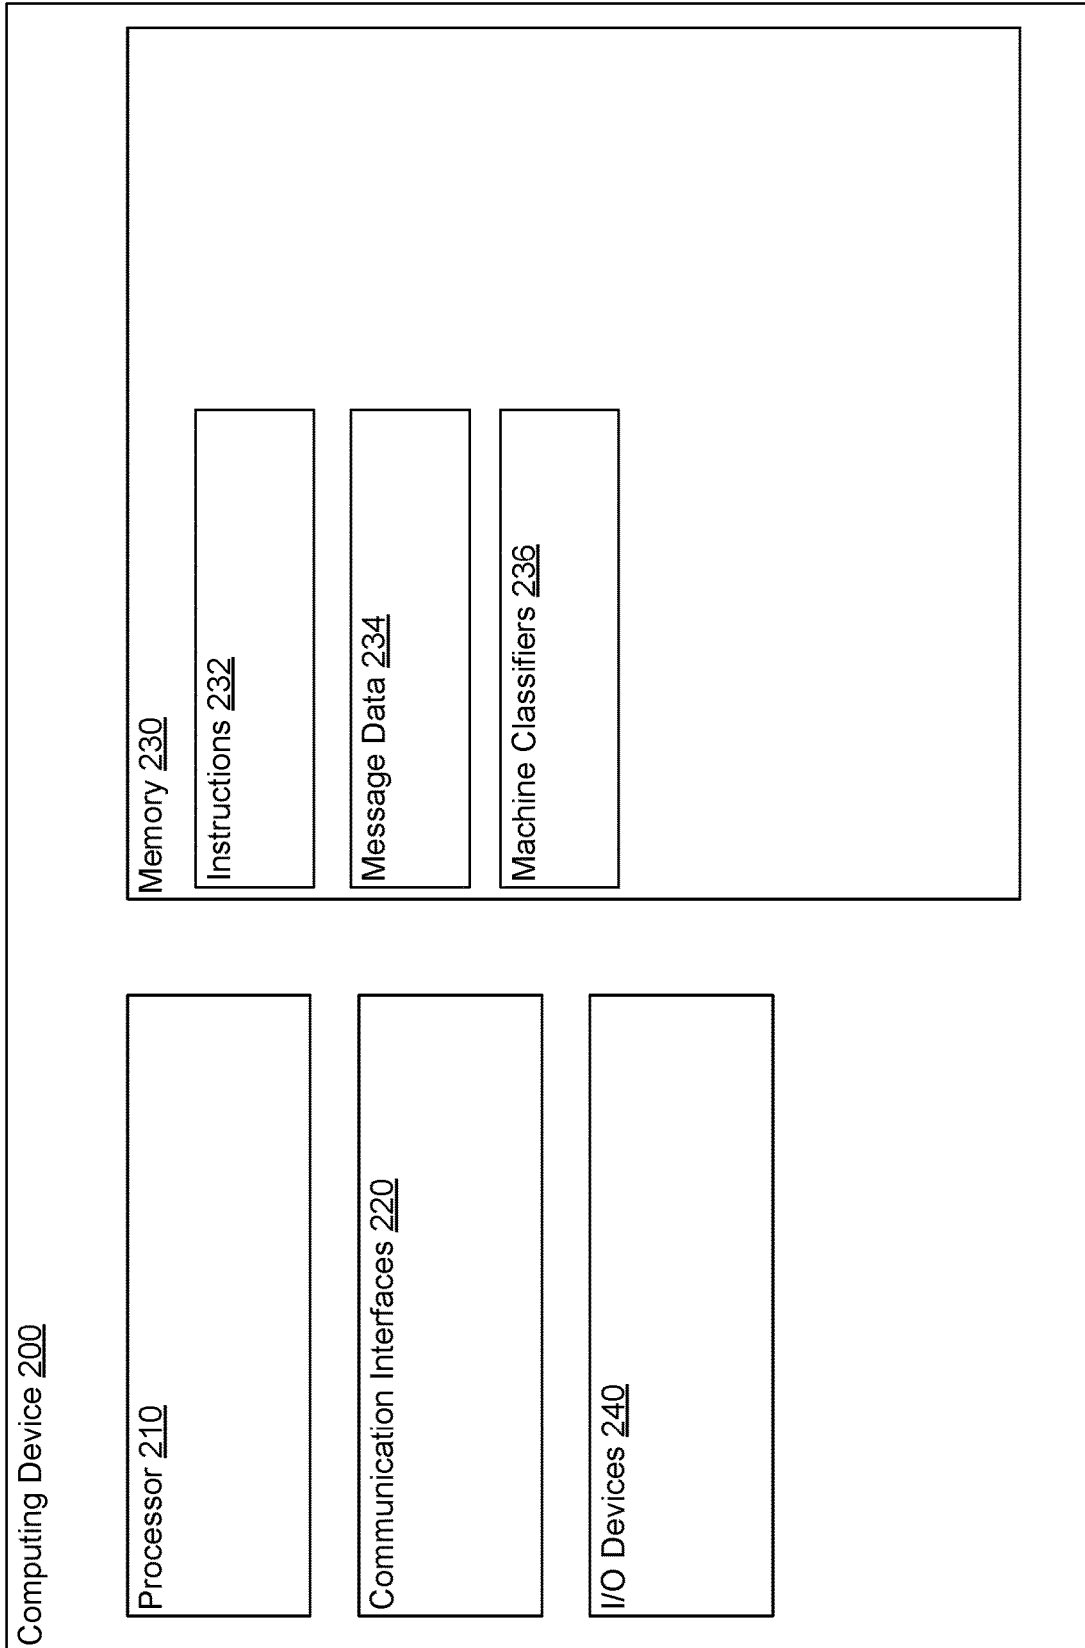 Computing Device 200
Processor 210
Communication Interfaces 220
I/O Devices 240
Memory 230
Instructions 232
Message Data 234
Machine Classifiers 236